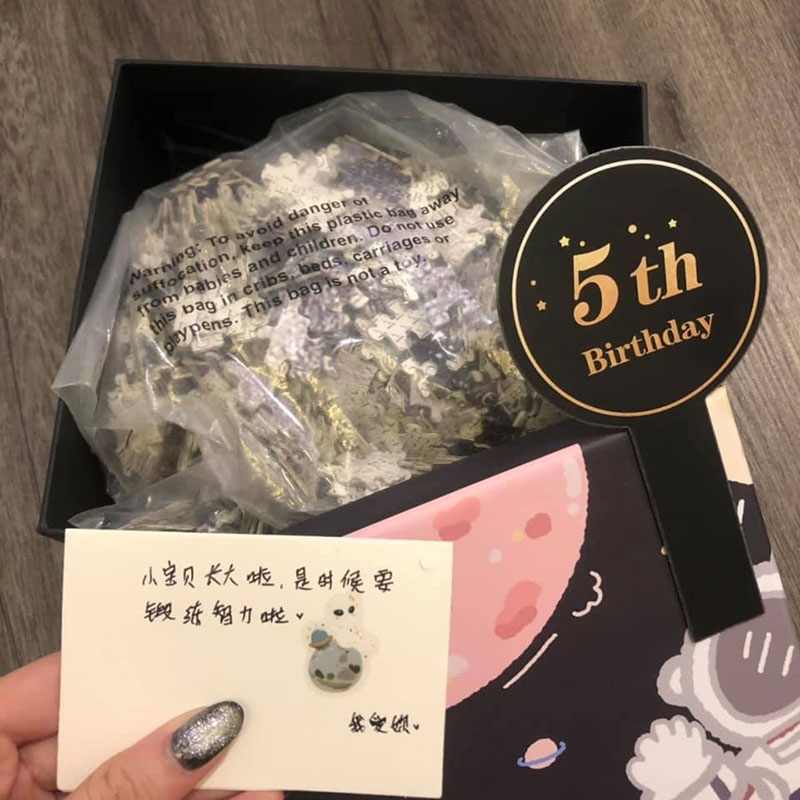 Warning: To avoid danger of
suffocation, keep this plastic bag away
from babies and children. Do not use
this bag in cribs, beds, carriages or
playpens. This bag is not a toy.
5th
Birthday
小宝贝长大啦，是时候要
锻练智力啦。